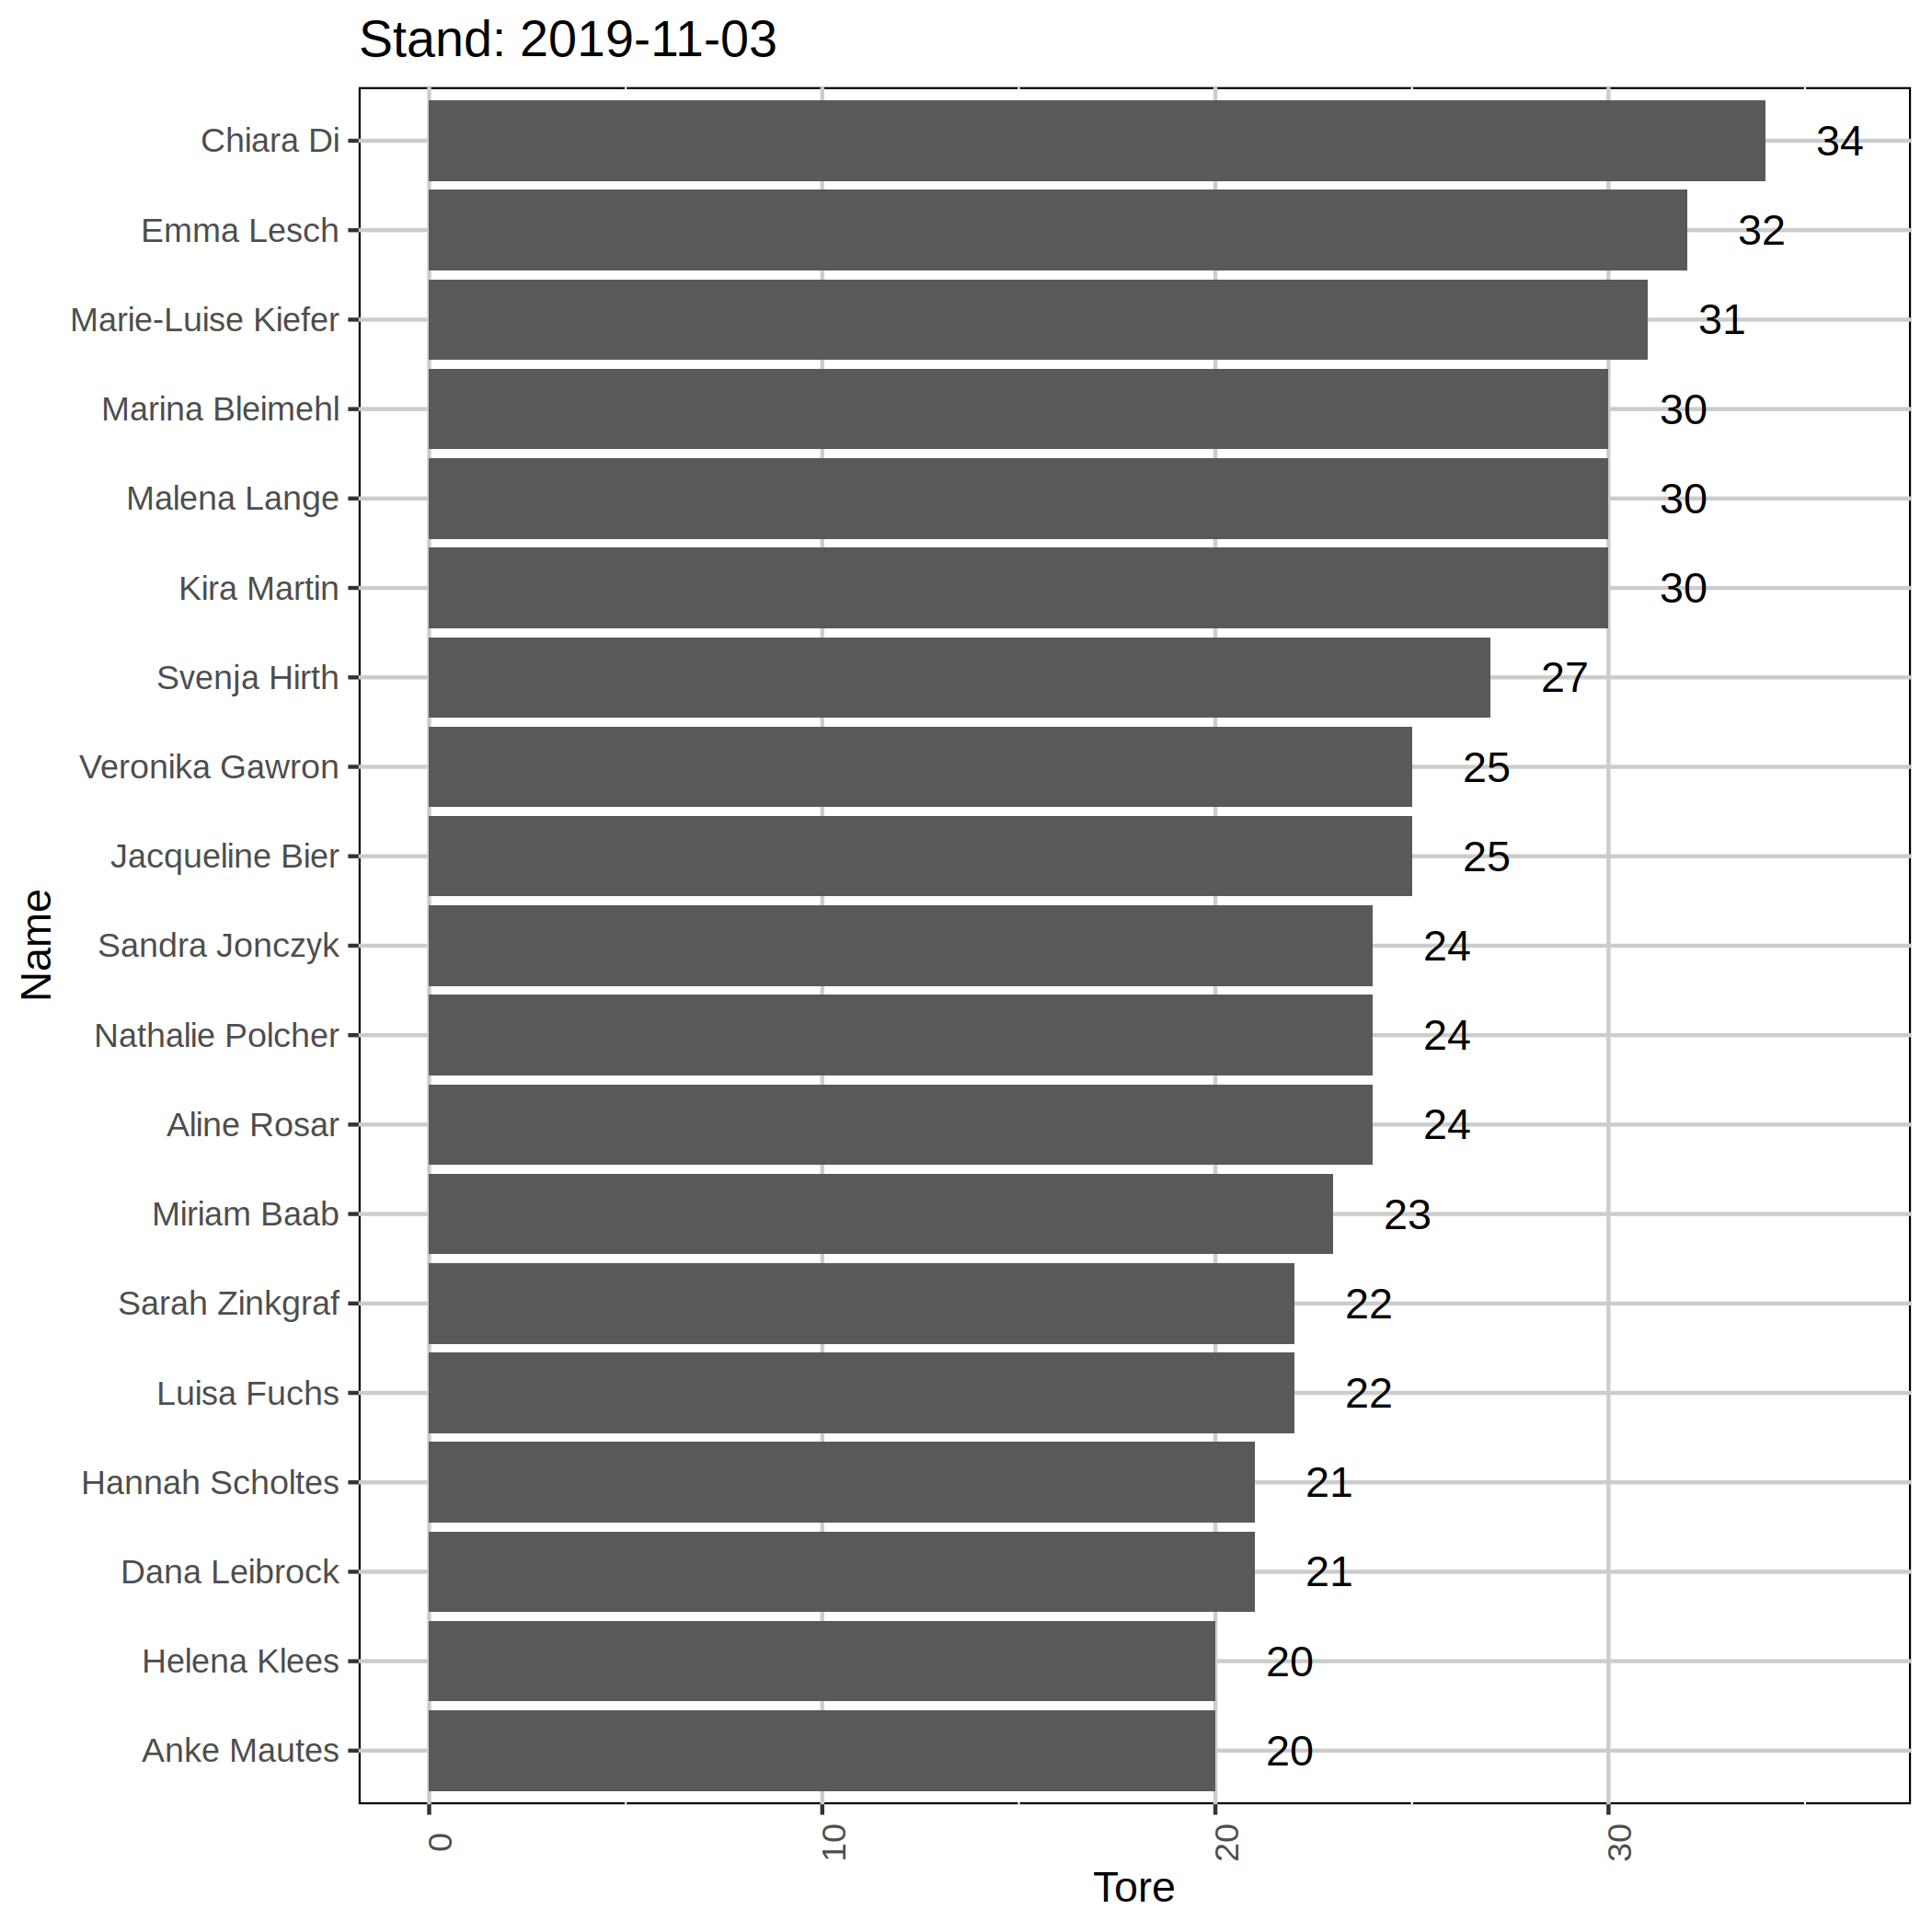 Stand: 2019-11-03
Chiara Di 34
Emma Lesch 32
Marie-Luise Kiefer 31
Marina Bleimehl 30
Malena Lange 30
Kira Martin 30
Svenja Hirth 27
Veronika Gawron 25
Jacqueline Bier 25
Sandra Jonczyk 24
Nathalie Polcher 24
Aline Rosar 24
Miriam Baab 23
Sarah Zinkgraf 22
Luisa Fuchs 22
Hannah Scholtes 21
Dana Leibrock 21
Helena Klees 20
Anke Mautes 20
Name
0 10 20 30
Tore